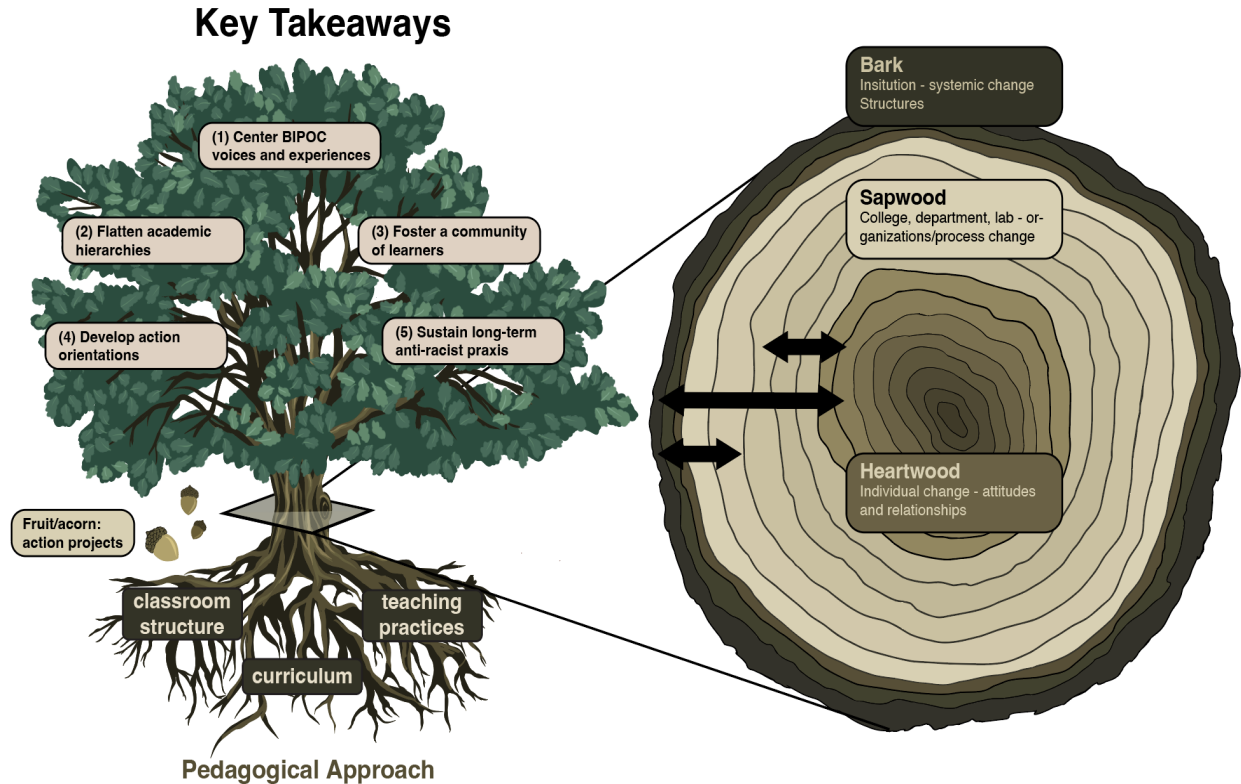 Key Takeaways
(1) Center BIPOC
voices and experiences
(2) Flatten academic
hierarchies
(3) Foster a community
of learners
(4) Develop action
orientations
(5) Sustain long-term
anti-racist praxis
Fruit/acorn:
action projects
classroom
structure
teaching
practices
curriculum
Pedagogical Approach
Bark
Insitution - systemic change
Structures
Sapwood
College, department, lab - or-
ganizations/process change
Heartwood
Individual change - attitudes
and relationships